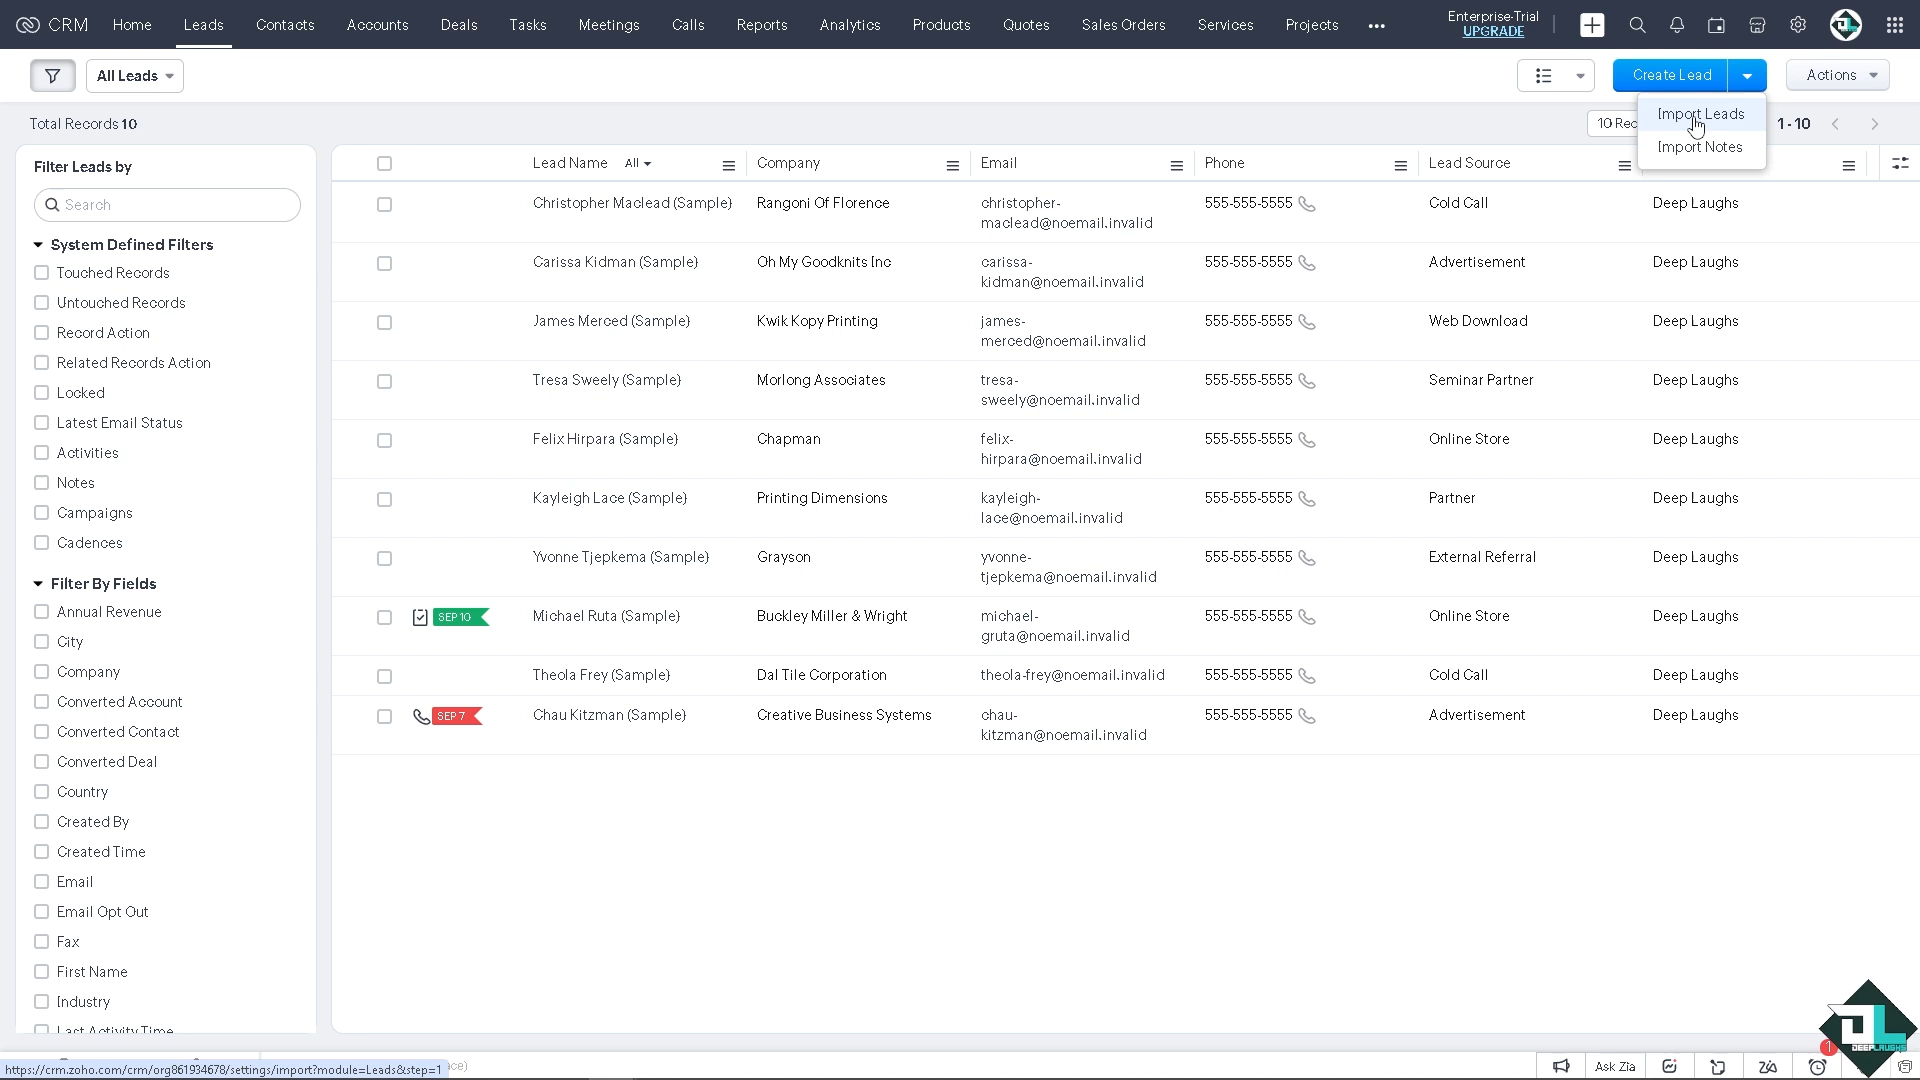 CRM Home Leads Contacts Accounts Deals Tasks Meetings Calls Reports Analytics Products Quotes Sales Orders Services Projects ••• Enterprise-Trial
UPGRADE
All Leads Create Lead Actions
Total Records 10 10 Rec 1 - 10
Import Leads
Import Notes
Filter Leads by
Search
System Defined Filters
Touched Records
Untouched Records
Record Action
Related Records Action
Locked
Latest Email Status
Activities
Notes
Campaigns
Cadences
Filter By Fields
Annual Revenue
City
Company
Converted Account
Converted Contact
Converted Deal
Country
Created By
Created Time
Email
Email Opt Out
Fax
First Name
Industry
Last Activity Time
Lead Name All Company Email Phone Lead Source
Christopher Maclead (Sample) Rangoni Of Florence christopher- 555-555-5555 Cold Call Deep Laughs
maclead@noemail.invalid
Carissa Kidman (Sample) Oh My Goodknits Inc carissa- 555-555-5555 Advertisement Deep Laughs
kidman@noemail.invalid
James Merced (Sample) Kwik Kopy Printing james- 555-555-5555 Web Download Deep Laughs
merced@noemail.invalid
Tresa Sweely (Sample) Morlong Associates tresa- 555-555-5555 Seminar Partner Deep Laughs
sweely@noemail.invalid
Felix Hirpara (Sample) Chapman felix- 555-555-5555 Online Store Deep Laughs
hirpara@noemail.invalid
Kayleigh Lace (Sample) Printing Dimensions kayleigh- 555-555-5555 Partner Deep Laughs
lace@noemail.invalid
Yvonne Tjepkema (Sample) Grayson yvonne- 555-555-5555 External Referral Deep Laughs
tjepkema@noemail.invalid
SEP 10 Michael Ruta (Sample) Buckley Miller & Wright michael- 555-555-5555 Online Store Deep Laughs
gruta@noemail.invalid
Theola Frey (Sample) Dal Tile Corporation theola-frey@noemail.invalid 555-555-5555 Cold Call Deep Laughs
SEP 7 Chau Kitzman (Sample) Creative Business Systems chau- 555-555-5555 Advertisement Deep Laughs
kitzman@noemail.invalid
https://crm.zoho.com/crm/org861934678/settings/import?module=Leads&step=1 ce) Ask Zia 1
JL
DEEPLAUGHS